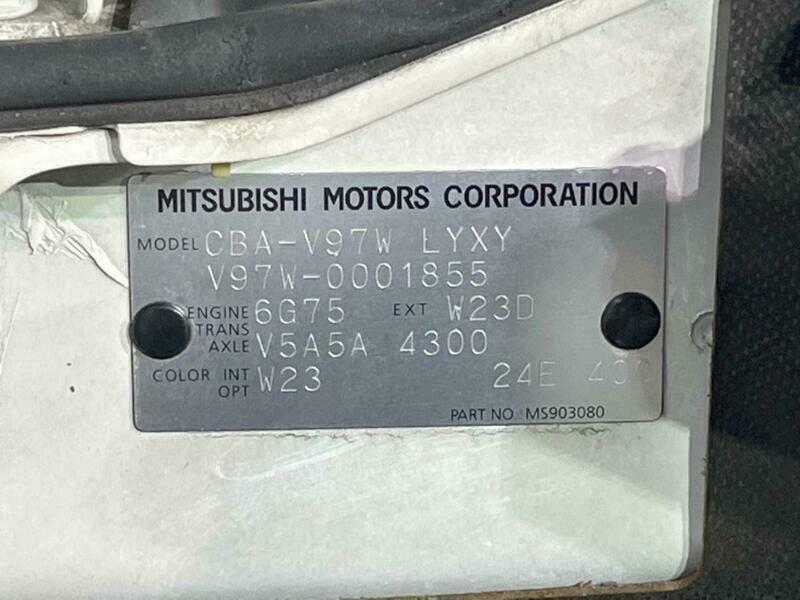 MITSUBISHI MOTORS CORPORATION
MODEL CBA-V97W LYXY
V97W-0001855
ENGINE 6G75 EXT W23D
TRANS
AXLE V5A5A 4300
COLOR INT W23 24E
OPT
PART NO MS903080